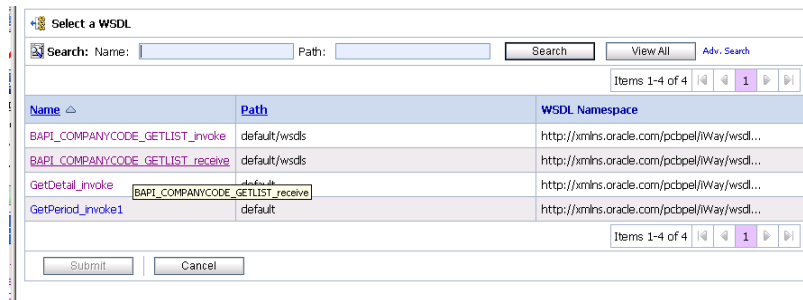 Select a WSDL
Search: Name: Path: Search View All Adv. Search
Items 1-4 of 4 1
Name Path WSDL Namespace
BAPI_COMPANYCODE_GETLIST_invoke default/wsdls http://xmlns.oracle.com/pcbpel/iWay/wsdl...
BAPI_COMPANYCODE_GETLIST_receive default/wsdls http://xmlns.oracle.com/pcbpel/iWay/wsdl...
GetDetail_invoke default http://xmlns.oracle.com/pcbpel/iWay/wsdl...
BAPI_COMPANYCODE_GETLIST_receive
GetPeriod_invoke1 default http://xmlns.oracle.com/pcbpel/iWay/wsdl...
Items 1-4 of 4 1
Submit Cancel